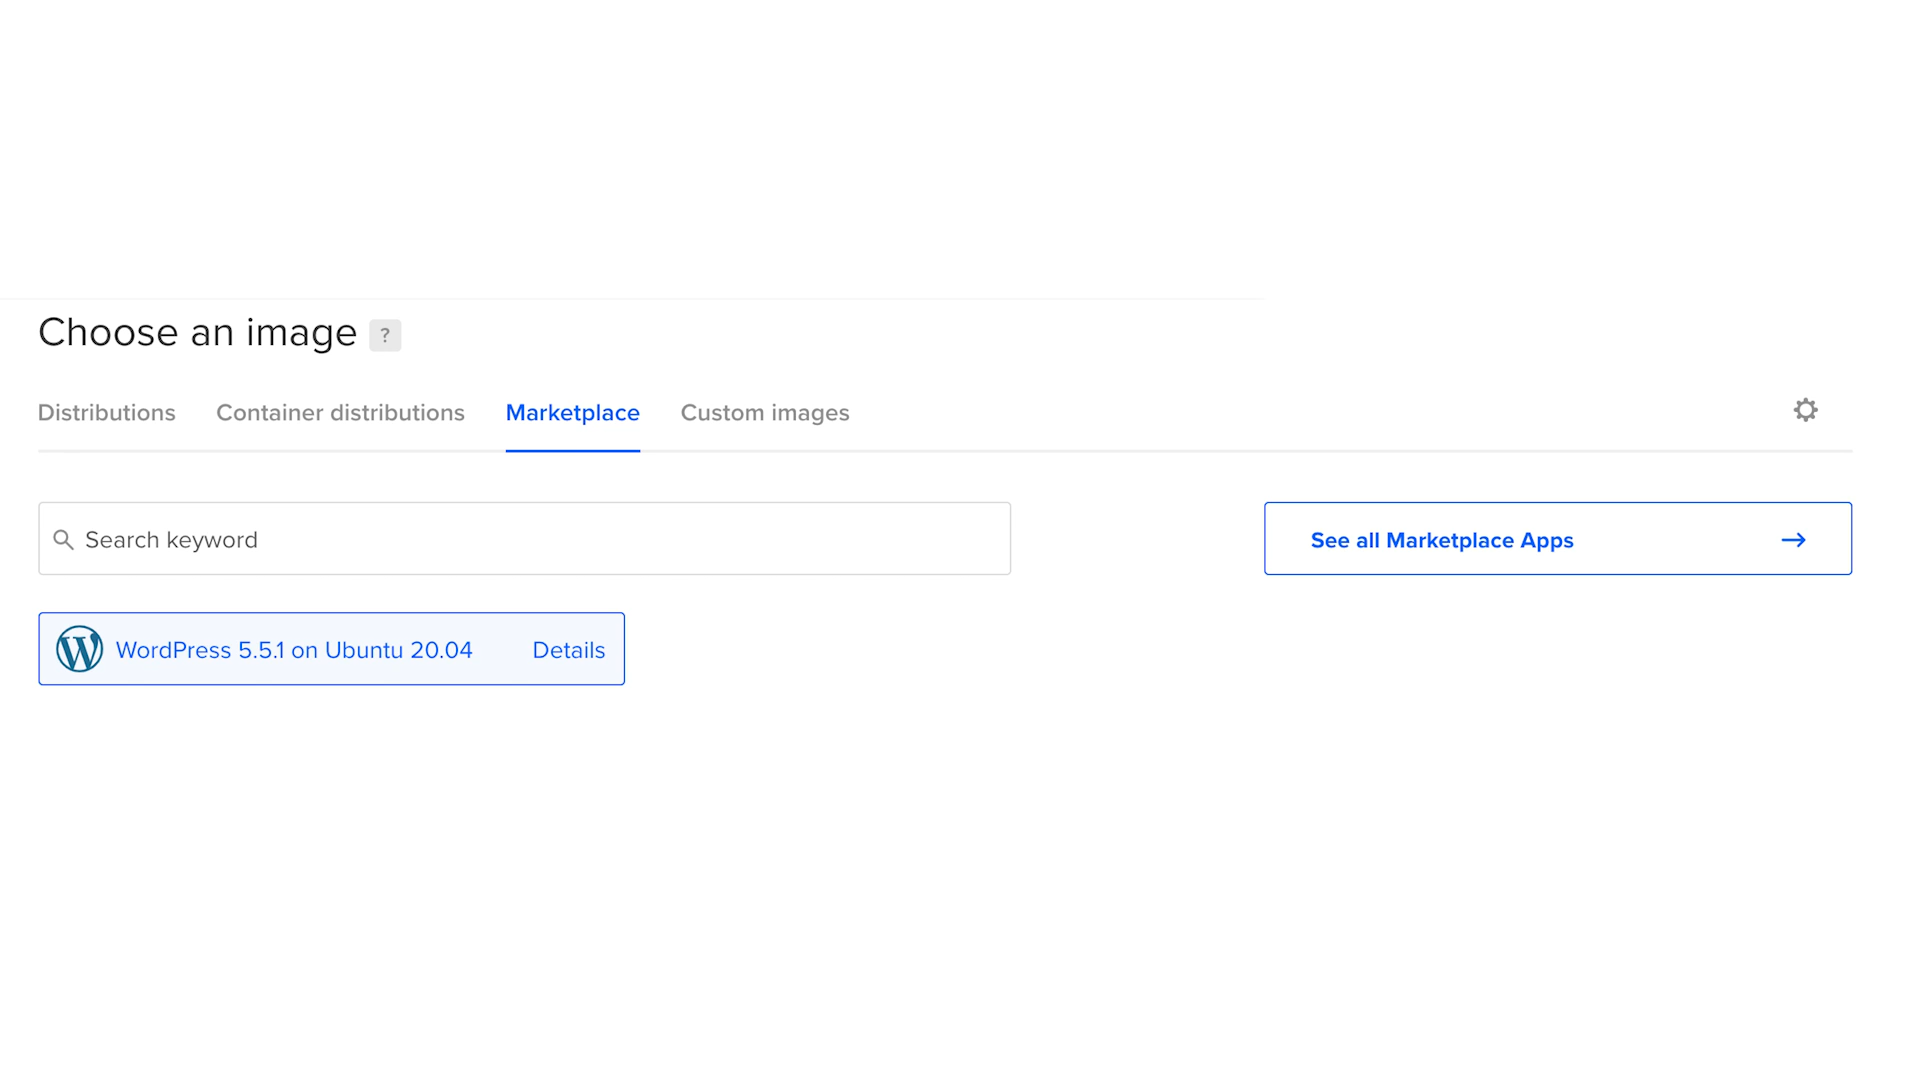 Choose an image ?
Distributions Container distributions Marketplace Custom images
Search keyword See all Marketplace Apps →
WordPress 5.5.1 on Ubuntu 20.04 Details